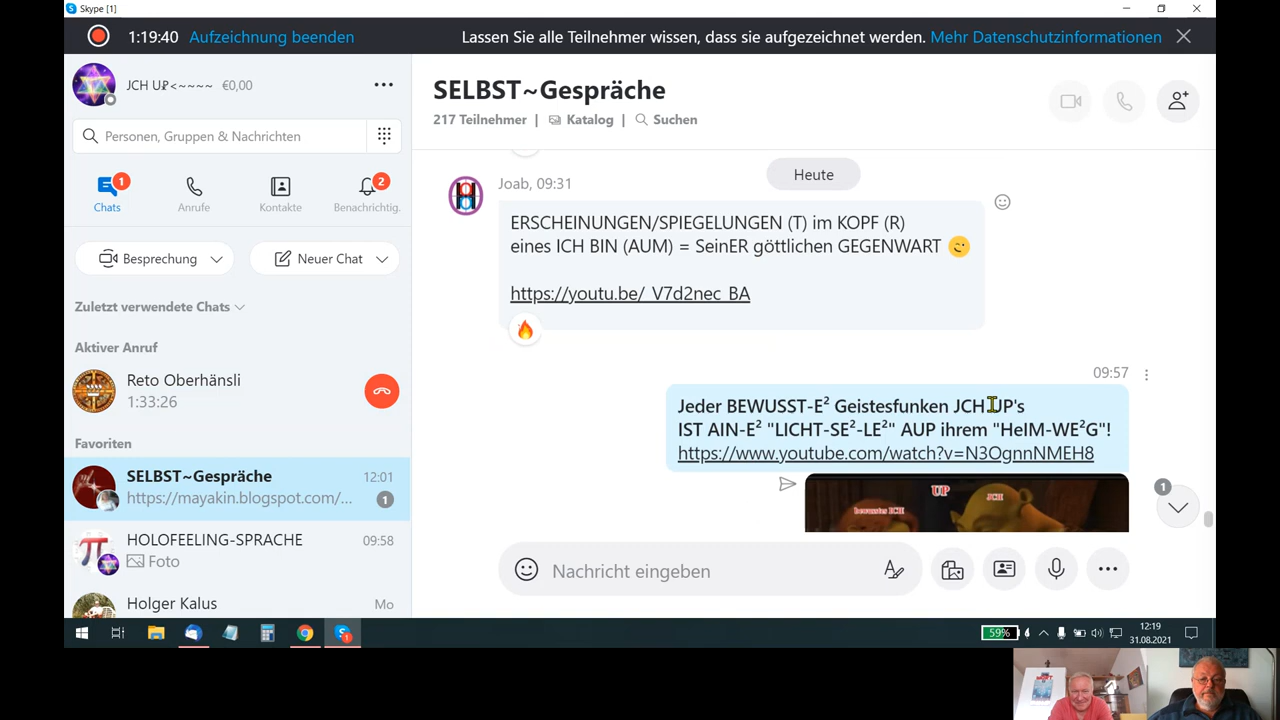 Skype [1]
1:19:40 Aufzeichnung beenden
Lassen Sie alle Teilnehmer wissen, dass sie aufgezeichnet werden. Mehr Datenschutzinformationen
€0,00
Personen, Gruppen & Nachrichten
1
2
Chats
Anrufe
Kontakte
Benachrichtig.
Besprechung
Neuer Chat
Zuletzt verwendete Chats
Aktiver Anruf
Reto Oberhänsli
1:33:26
Favoriten
SELBST~Gespräche
12:01
https://mayakin.blogspot.com/...
1
HOLOFEELING-SPRACHE
09:58
Foto
Holger Kalus
Mo
SELBST~Gespräche
217 Teilnehmer | Katalog | Suchen
Heute
Joab, 09:31
ERSCHEINUNGEN/SPIEGELUNGEN (T) im KOPF (R)
eines ICH BIN (AUM) = SeinER göttlichen GEGENWART
https://youtu.be/_V7d2nec_BA
09:57
Jeder BEWUSST-E² Geistesfunken JCH UP's
IST AIN-E² "LICHT-SE²-LE²" AUP ihrem "HeIM-WE²G"!
https://www.youtube.com/watch?v=N3OgnnNMEH8
UP
JCH
bewusstes ICH
1
Nachricht eingeben
59%
12:19
31.08.2021